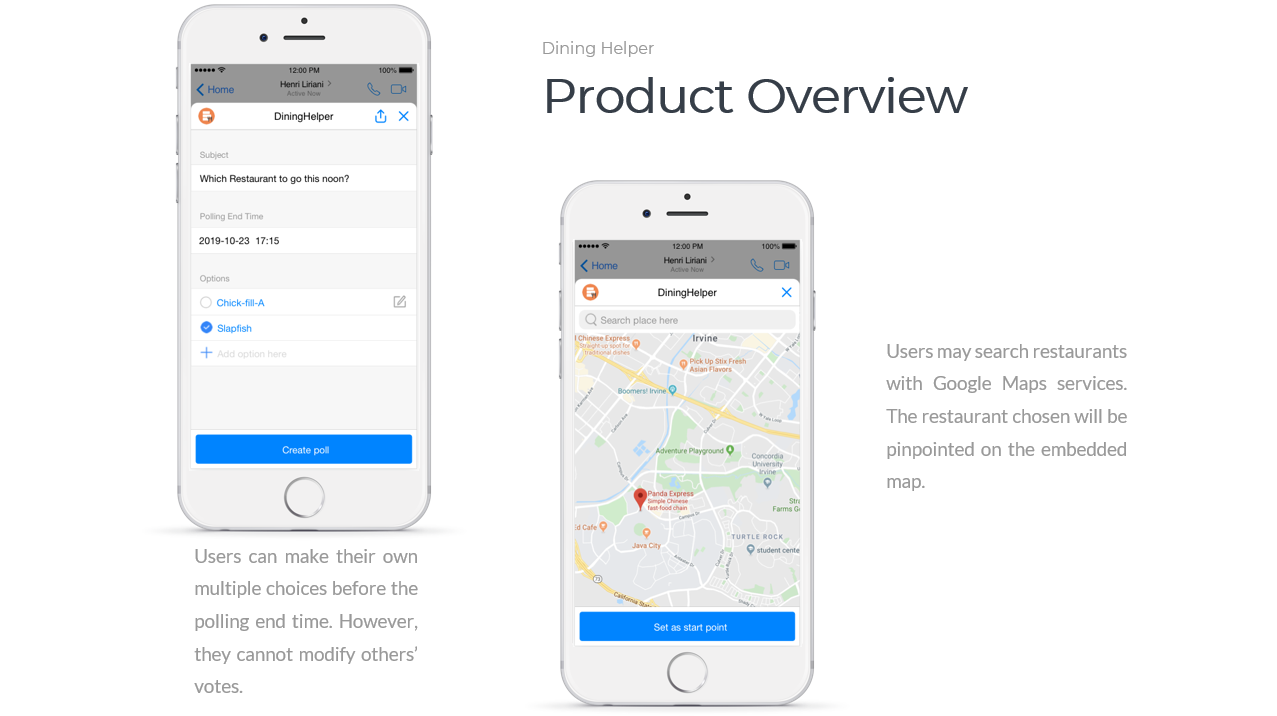 Dining Helper
Product Overview
12:00 PM
100%
Home
Henri Liriani
Active Now
DiningHelper
Subject
Which Restaurant to go this noon?
Polling End Time
2019-10-23 17:15
Options
Chick-fill-A
Slapfish
Add option here
Create poll
Users can make their own
multiple choices before the
polling end time. However,
they cannot modify others’
votes.
12:00 PM
100%
Home
Henri Liriani
Active Now
DiningHelper
Search place here
Chinese Express
Straight-up spot for
traditional dishes
Irvine
Pick Up Stix Fresh
Asian Flavors
Boomers! Irvine
Adventure Playground
Concordia
University
Irvine
Panda Express
Simple Chinese
fast-food chain
Farms G
Campus Dr
ed Cafe
Java City
TURTLE ROCK
student cente
73
California State
Set as start point
Users may search restaurants
with Google Maps services.
The restaurant chosen will be
pinpointed on the embedded
map.